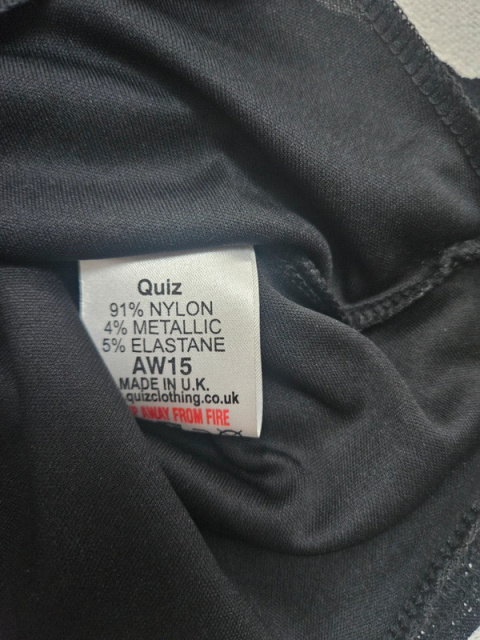 Quiz
91% NYLON
4% METALLIC
5% ELASTANE
AW15
MADE IN U.K.
quizclothing.co.uk
AWAY FROM FIRE